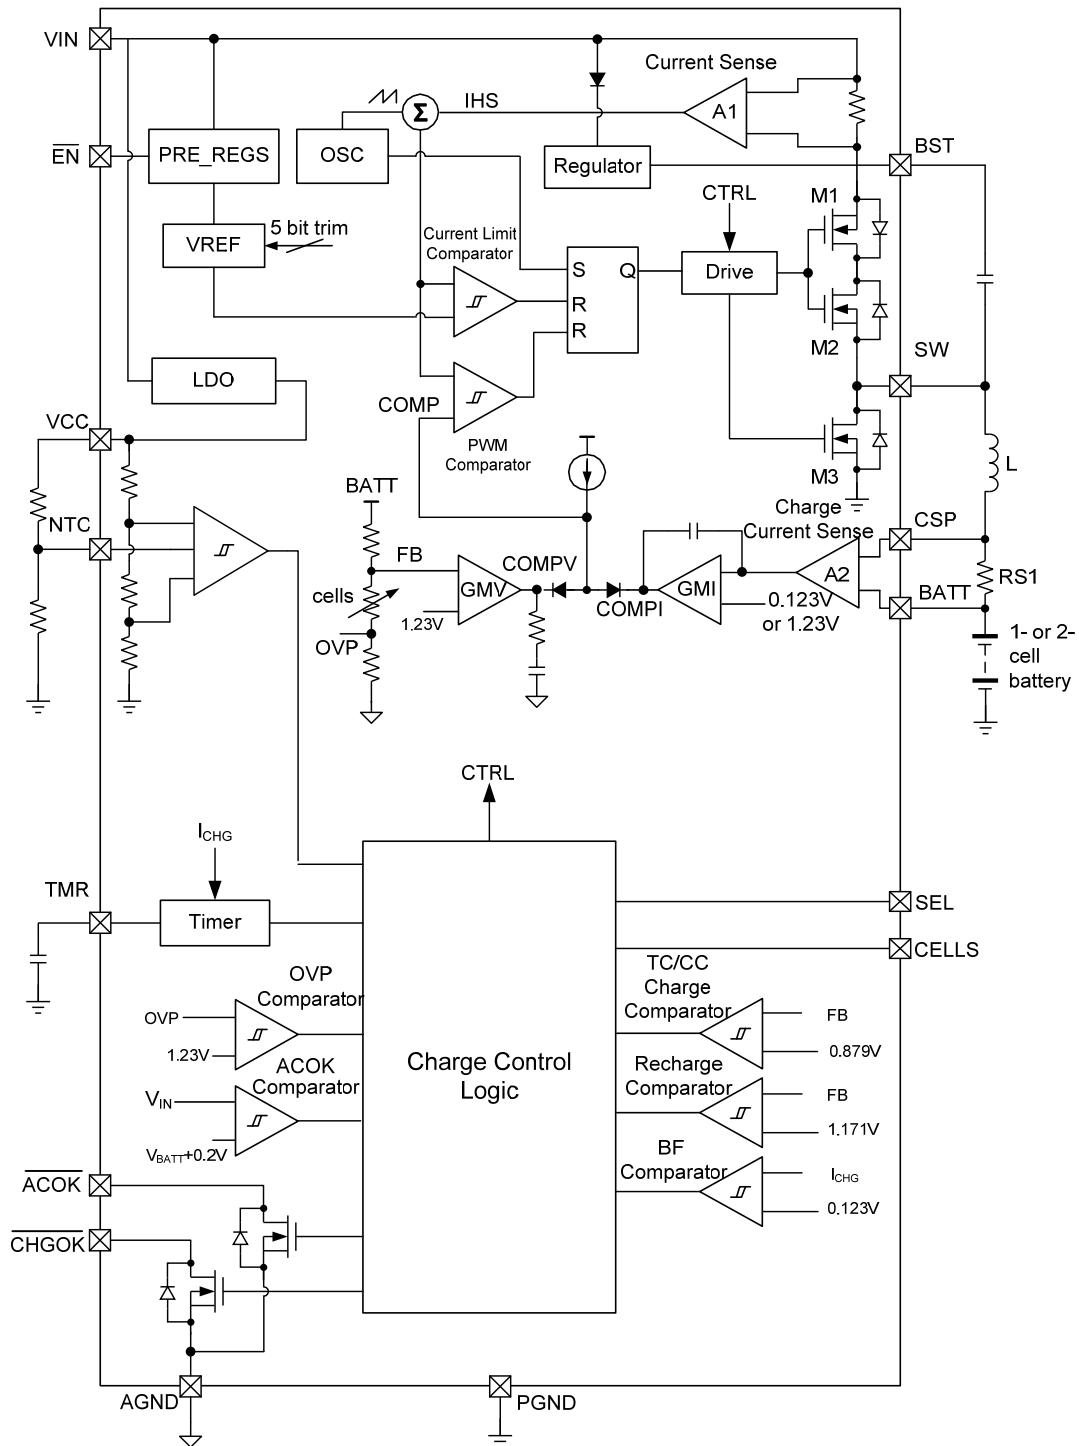 VIN
Current Sense
IHS
Σ
A1
EN
PRE_REGS
OSC
Regulator
BST
CTRL
M1
VREF
5 bit trim
Current Limit
Comparator
S
Q
R
R
Drive
M2
SW
LDO
COMP
VCC
PWM
Comparator
M3
L
BATT
Charge
Current Sense
CSP
NTC
FB
COMPV
GMV
GMI
A2
RS1
cells
COMPI
0.123V
or 1.23V
BATT
1.23V
OVP
1- or 2-
cell
battery
CTRL
ICHG
TMR
Timer
SEL
CELLS
OVP
Comparator
TC/CC
Charge
Comparator
OVP
1.23V
FB
0.879V
Charge Control
Logic
ACOK
Comparator
Recharge
Comparator
VIN
VBATT+0.2V
FB
1.171V
BF
Comparator
ICHG
0.123V
ACOK
CHGOK
AGND
PGND